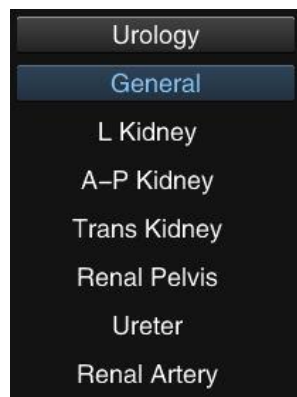 Urology
General
L Kidney
A-P Kidney
Trans Kidney
Renal Pelvis
Ureter
Renal Artery